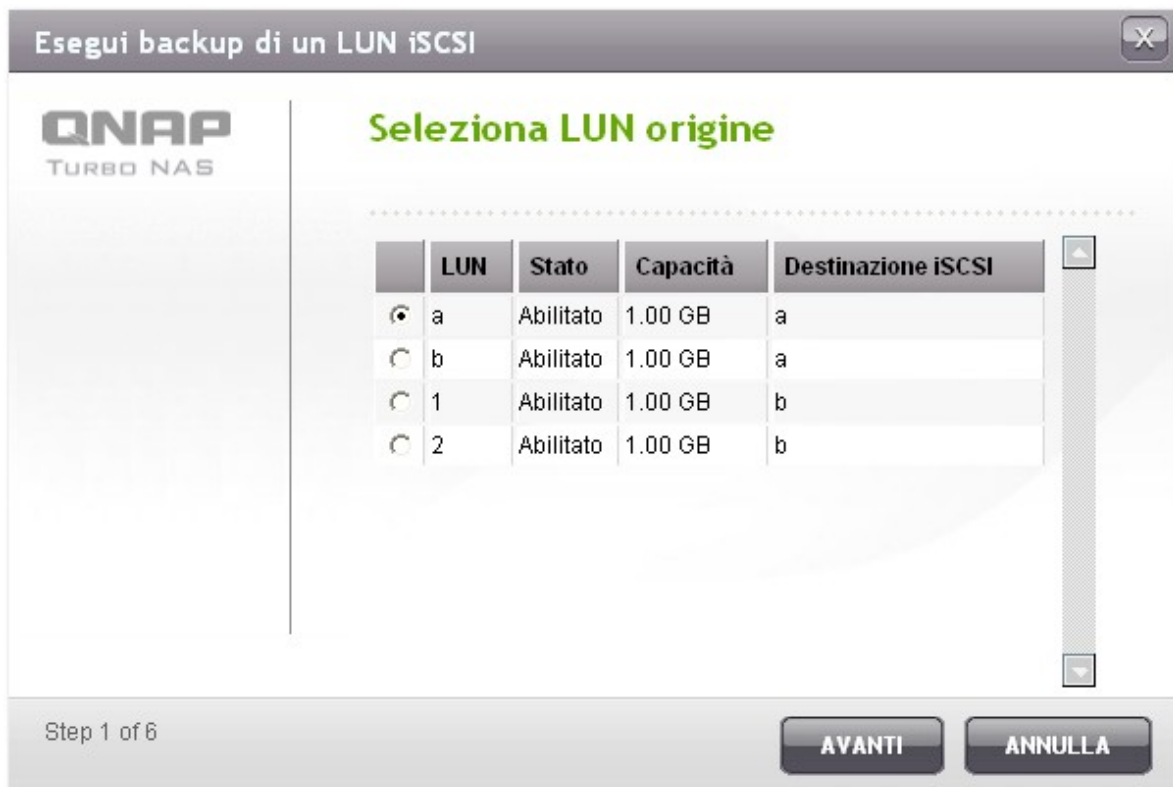 Esegui backup di un LUN iSCSI
X
QNAP
TURBO NAS
Seleziona LUN origine
LUN Stato Capacità Destinazione iSCSI
a Abilitato 1.00 GB a
b Abilitato 1.00 GB a
1 Abilitato 1.00 GB b
2 Abilitato 1.00 GB b
Step 1 of 6
AVANTI ANNULLA